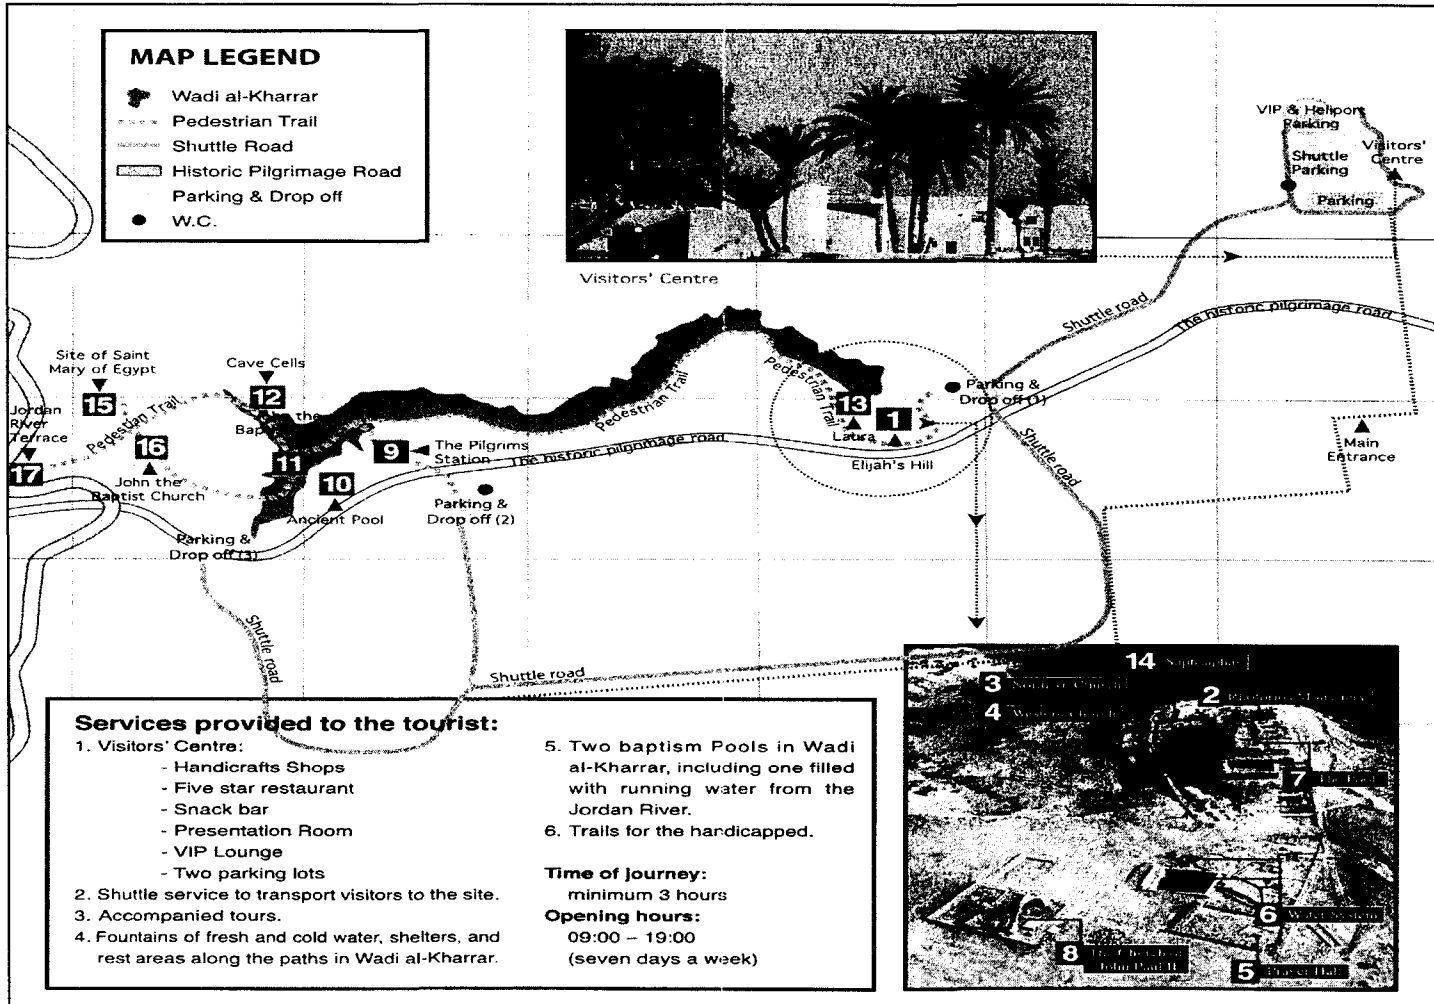 MAP LEGEND
Wadi al-Kharrar
Pedestrian Trail
Shuttle Road
Historic Pilgrimage Road
Parking & Drop off
W.C.
Visitors' Centre
VIP & Heliport
Parking
Visitors'
Centre
Shuttle
Parking
Parking
Shuttle road
The historic pilgrimage road
Site of Saint
Mary of Egypt
15
Cave Cells
12
John the
Bap
Jordan
River
Terrace
17
Pedestrian Trail
16
John the
Baptist Church
11
10
Ancient Pool
9
The Pilgrims
Station
Pedestrian Trail
The historic pilgrimage road
Pedestrian Trail
13
Laura
1
Elijah's Hill
Parking &
Drop off (1)
Shuttle road
Main
Entrance
Parking &
Drop off (2)
Parking &
Drop off (3)
Shuttle road
Shuttle road
Services provided to the tourist:
1. Visitors' Centre:
- Handicrafts Shops
- Five star restaurant
- Snack bar
- Presentation Room
- VIP Lounge
- Two parking lots
2. Shuttle service to transport visitors to the site.
3. Accompanied tours.
4. Fountains of fresh and cold water, shelters, and
rest areas along the paths in Wadi al-Kharrar.
5. Two baptism Pools in Wadi
al-Kharrar, including one filled
with running water from the
Jordan River.
6. Trails for the handicapped.
Time of journey:
minimum 3 hours
Opening hours:
09:00 – 19:00
(seven days a week)
14
3
4
2
7
6 Water System
8
John Paul II
5 Prayer Hall